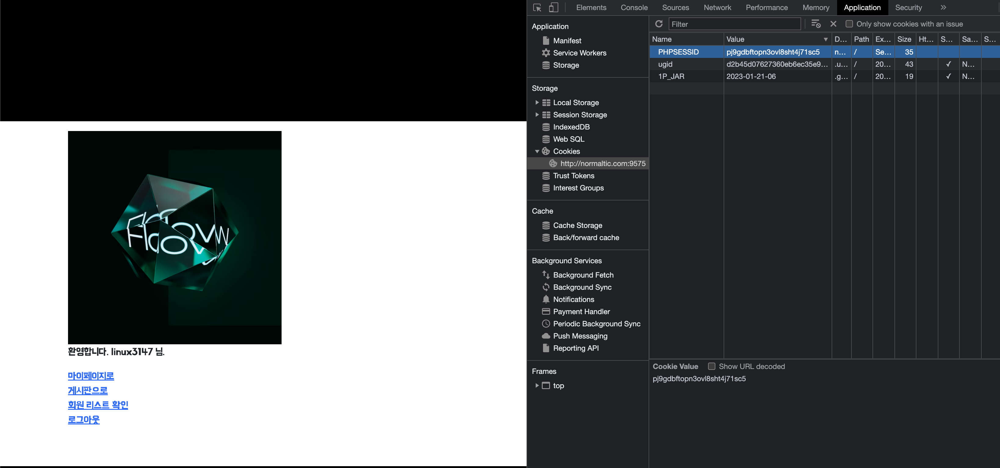 Floow
환영합니다. linux3147 님.
마이페이지로
게시판으로
회원 리스트 확인
로그아웃
Elements Console Sources Network Performance Memory Application Security »
Application
Manifest
Service Workers
Storage
Storage
Local Storage
Session Storage
IndexedDB
Web SQL
Cookies
http://normaltic.com:9575
Trust Tokens
Interest Groups
Cache
Cache Storage
Back/forward cache
Background Services
Background Fetch
Background Sync
Notifications
Payment Handler
Periodic Background Sync
Push Messaging
Reporting API
Frames
top
Filter Only show cookies with an issue
Name Value D... Path Ex... Size Ht... S... Sa... S...
PHPSESSID pj9gdbftopn3ovl8sht4j71sc5 n... / Se... 35
ugid d2b45d07627360eb6ec35e9... .u... / 20... 43 ✓ N...
1P_JAR 2023-01-21-06 .g... / 20... 19 ✓ N...
Cookie Value Show URL decoded
pj9gdbftopn3ovl8sht4j71sc5